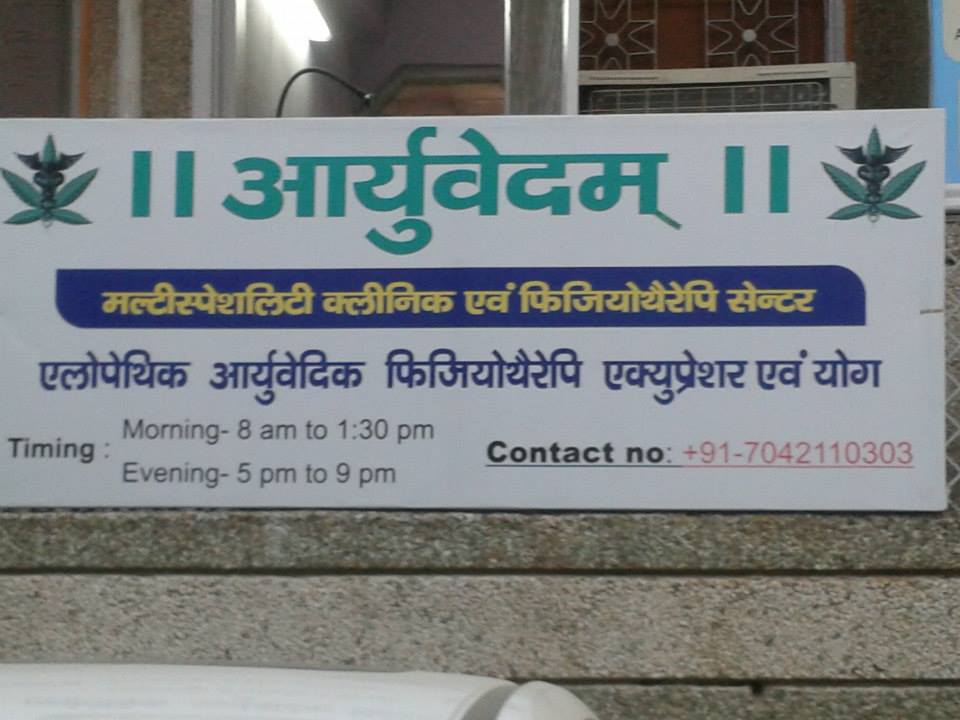 || आर्युवेदम् ||
मल्टीस्पेशलिटी क्लीनिक एवं फिजियोथैरेपि सेन्टर
एलोपेथिक आर्युवेदिक फिजियोथैरेपि एक्युप्रेशर एवं योग
Timing :
Morning- 8 am to 1:30 pm
Evening- 5 pm to 9 pm
Contact no: +91-7042110303